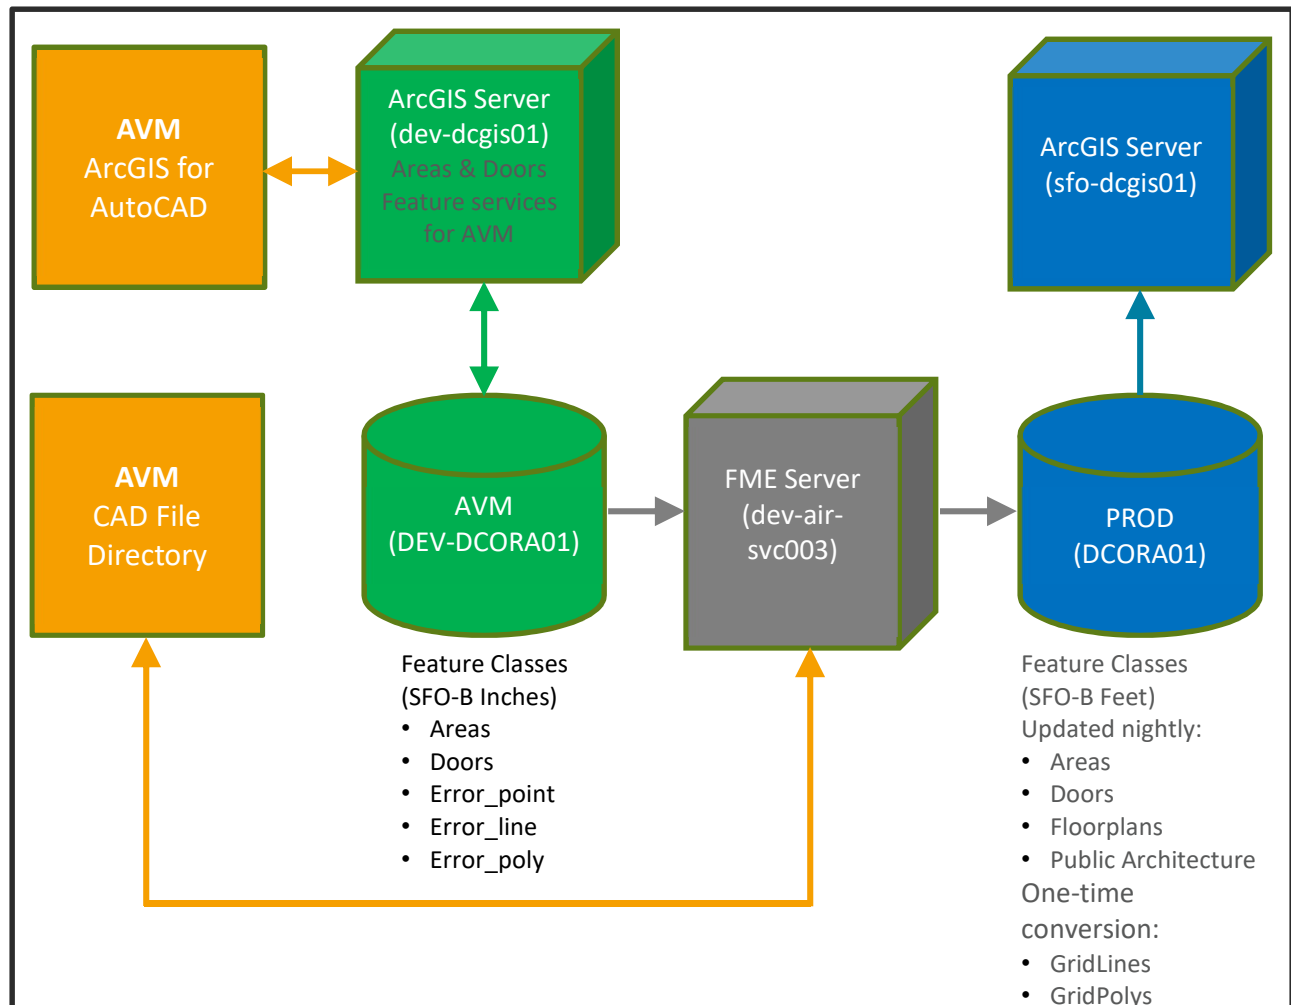 AVM
ArcGIS for
AutoCAD
ArcGIS Server
(dev-dcgis01)
Areas & Doors
Feature services
for AVM
ArcGIS Server
(sfo-dcgis01)
AVM
CAD File
Directory
AVM
(DEV-DCORA01)
FME Server
(dev-air-
svc003)
PROD
(DCORA01)
Feature Classes
(SFO-B Inches)
• Areas
• Doors
• Error_point
• Error_line
• Error_poly
Feature Classes
(SFO-B Feet)
Updated nightly:
• Areas
• Doors
• Floorplans
• Public Architecture
One-time
conversion:
• GridLines
• GridPolys